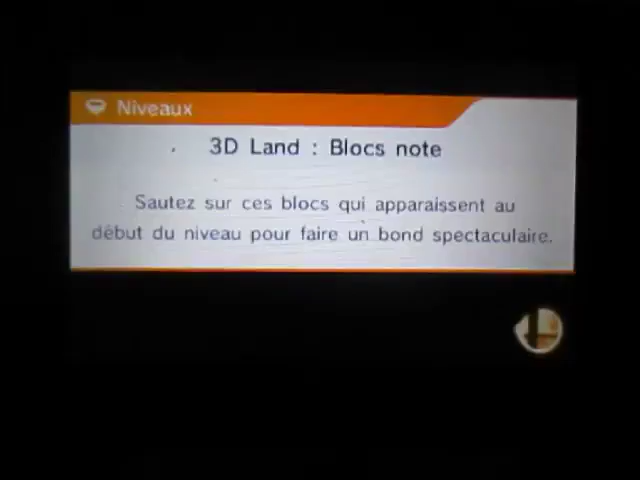 Niveaux
3D Land : Blocs note
Sautez sur ces blocs qui apparaissent au
début du niveau pour faire un bond spectaculaire.